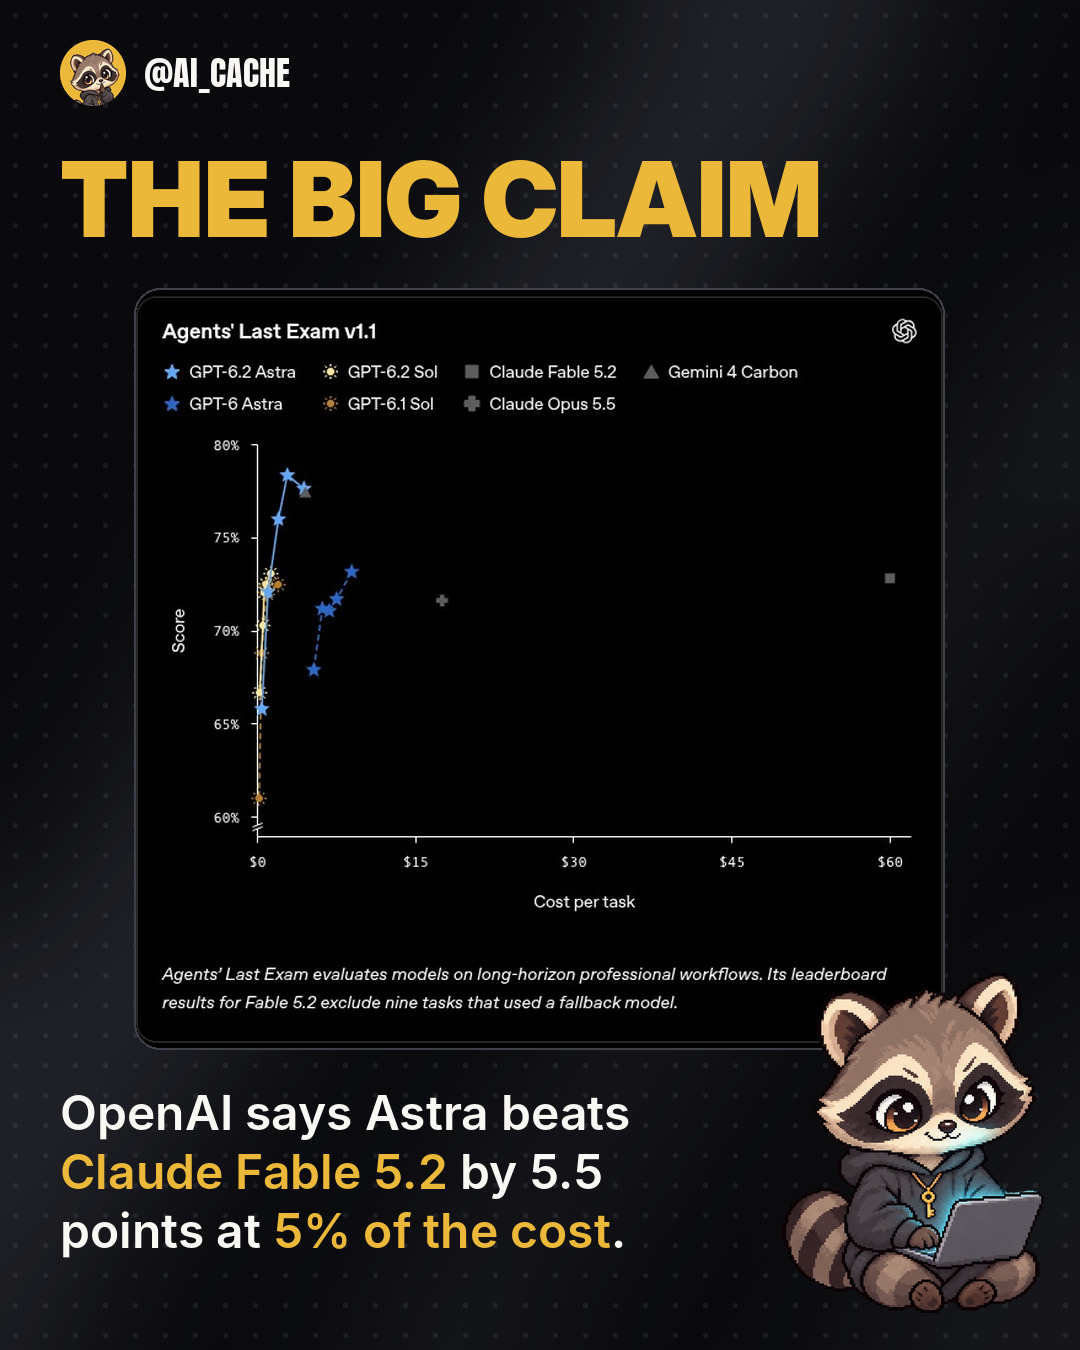 @AI_CACHE
THE BIG CLAIM
Agents' Last Exam v1.1
GPT-6.2 Astra
GPT-6.2 Sol
Claude Fable 5.2
Gemini 4 Carbon
GPT-6 Astra
GPT-6.1 Sol
Claude Opus 5.5
80%
75%
70%
65%
60%
Score
$0
$15
$30
$45
$60
Cost per task
Agents’ Last Exam evaluates models on long-horizon professional workflows. Its leaderboard
results for Fable 5.2 exclude nine tasks that used a fallback model.
OpenAI says Astra beats
Claude Fable 5.2 by 5.5
points at 5% of the cost.